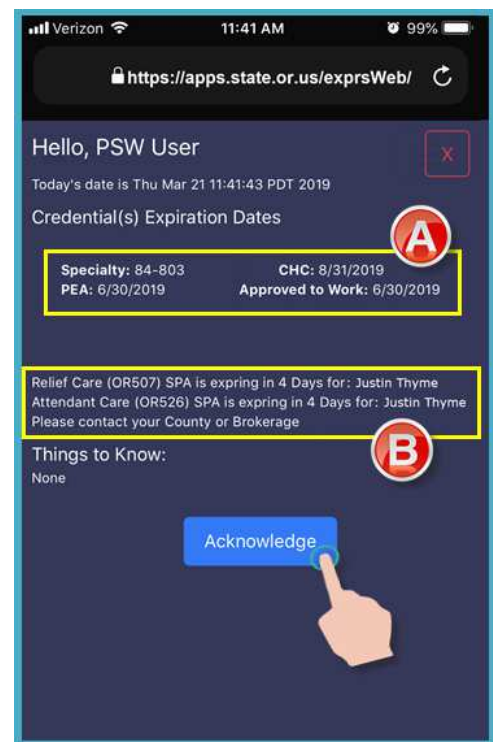 Verizon 11:41 AM 99%
https://apps.state.or.us/exprsWeb/
Hello, PSW User
X
Today's date is Thu Mar 21 11:41:43 PDT 2019
Credential(s) Expiration Dates
A
Specialty: 84-803 CHC: 8/31/2019
PEA: 6/30/2019 Approved to Work: 6/30/2019
Relief Care (OR507) SPA is expring in 4 Days for: Justin Thyme
Attendant Care (OR526) SPA is expring in 4 Days for: Justin Thyme
Please contact your County or Brokerage
B
Things to Know:
None
Acknowledge